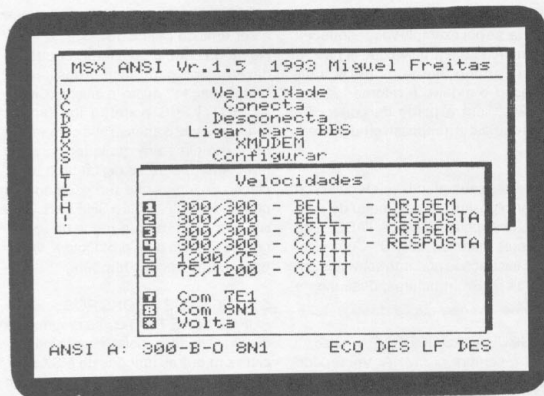 MSX ANSI Vr.1.5 1993 Miguel Freitas
V Velocidade
C Conecta
D Desconecta
B Ligar para BBS
X XMODEM
S Configurar
L
T
F
H
!
Velocidades
1 300/300 - BELL - ORIGEM
2 300/300 - BELL - RESPOSTA
3 300/300 - CCITT - ORIGEM
4 300/300 - CCITT - RESPOSTA
5 1200/75 - CCITT
6 75/1200 - CCITT
7 Com 7E1
8 Com 8N1
* Volta
ANSI A: 300-B-O 8N1 ECO DES LF DES